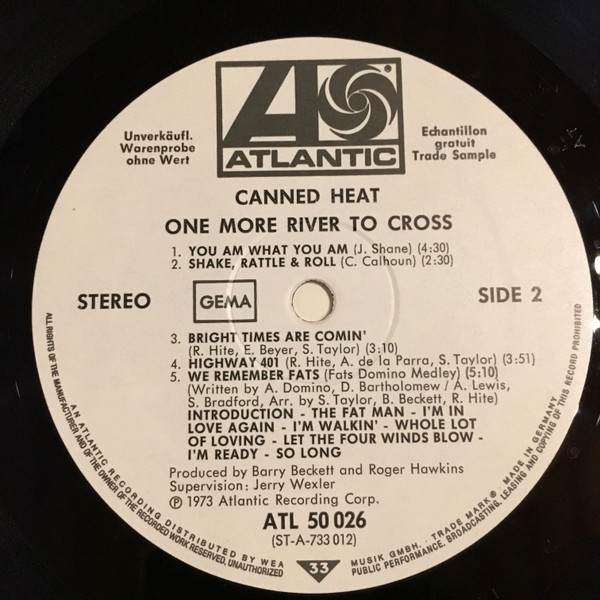 ATLANTIC
Unverkäufl.
Warenprobe
ohne Wert
Echantillon
gratuit
Trade Sample
CANNED HEAT
ONE MORE RIVER TO CROSS
1. YOU AM WHAT YOU AM (J. Shane) (4:30)
2. SHAKE, RATTLE & ROLL (C. Calhoun) (2:30)
STEREO
GEMA
SIDE 2
3. BRIGHT TIMES ARE COMIN'
(R. Hite, E. Beyer, S. Taylor) (3:10)
4. HIGHWAY 401 (R. Hite, A. de la Parra, S. Taylor) (3:51)
5. WE REMEMBER FATS (Fats Domino Medley) (5:10)
(Written by A. Domino, D. Bartholomew / A. Lewis,
S. Bradford, Arr. by S. Taylor, B. Beckett, R. Hite)
INTRODUCTION - THE FAT MAN - I'M IN
LOVE AGAIN - I'M WALKIN' - WHOLE LOT
OF LOVING - LET THE FOUR WINDS BLOW -
I'M READY - SO LONG
Produced by Barry Beckett and Roger Hawkins
Supervision: Jerry Wexler
℗ 1973 Atlantic Recording Corp.
ATL 50 026
(ST-A-733 012)
33
AN ATLANTIC RECORDING DISTRIBUTED BY WEA MUSIK GMBH. · TRADE MARK® · MADE IN GERMANY
ALL RIGHTS OF THE MANUFACTURER AND OF THE OWNER OF THE RECORDED WORK RESERVED, UNAUTHORIZED PUBLIC PERFORMANCE, BROADCASTING, LEASING AND COPYING OF THIS RECORD PROHIBITED